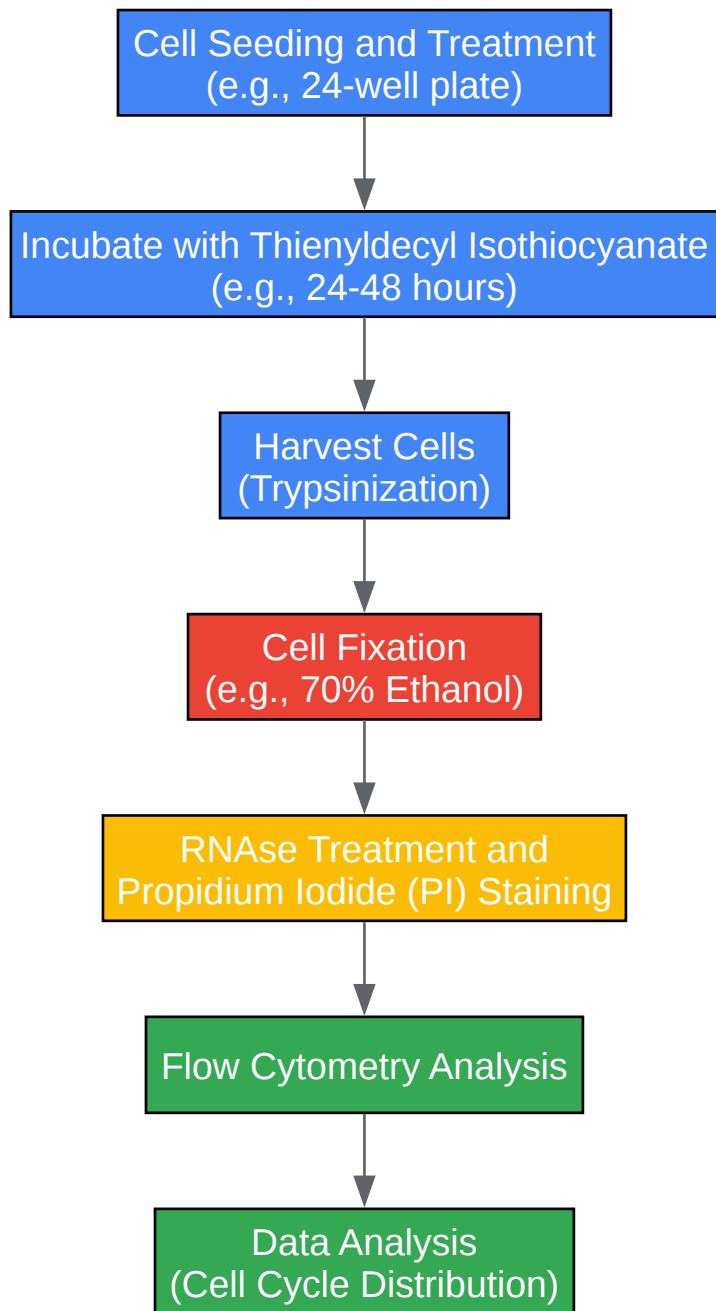 Cell Seeding and Treatment
(e.g., 24-well plate)
Incubate with Thienyldecyl Isothiocyanate
(e.g., 24-48 hours)
Harvest Cells
(Trypsinization)
Cell Fixation
(e.g., 70% Ethanol)
RNAse Treatment and
Propidium Iodide (PI) Staining
Flow Cytometry Analysis
Data Analysis
(Cell Cycle Distribution)